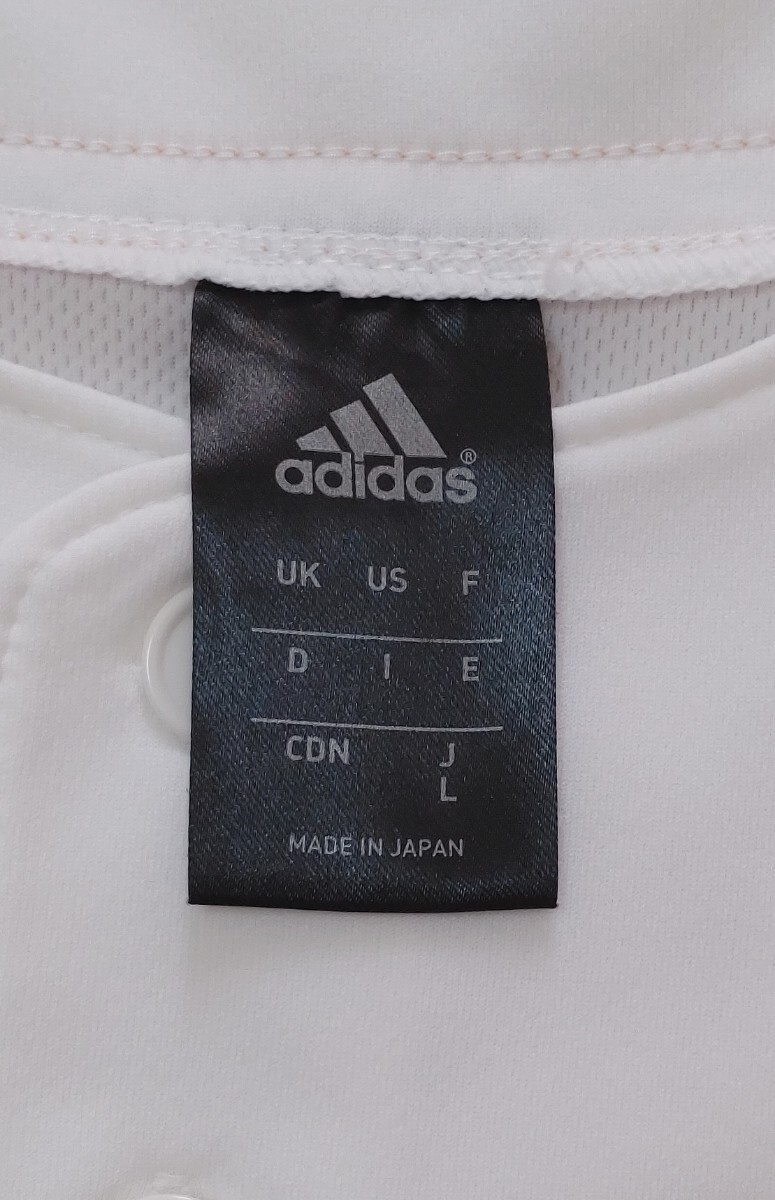 adidas®
UK US F
D I E
CDN J
L
MADE IN JAPAN